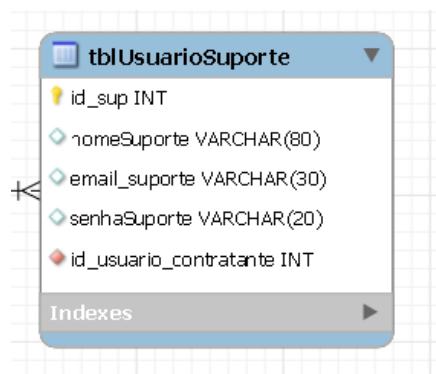 tblUsuarioSuporte
id_sup INT
nomeSuporte VARCHAR(80)
email_suporte VARCHAR(30)
senhaSuporte VARCHAR(20)
id_usuario_contratante INT
Indexes